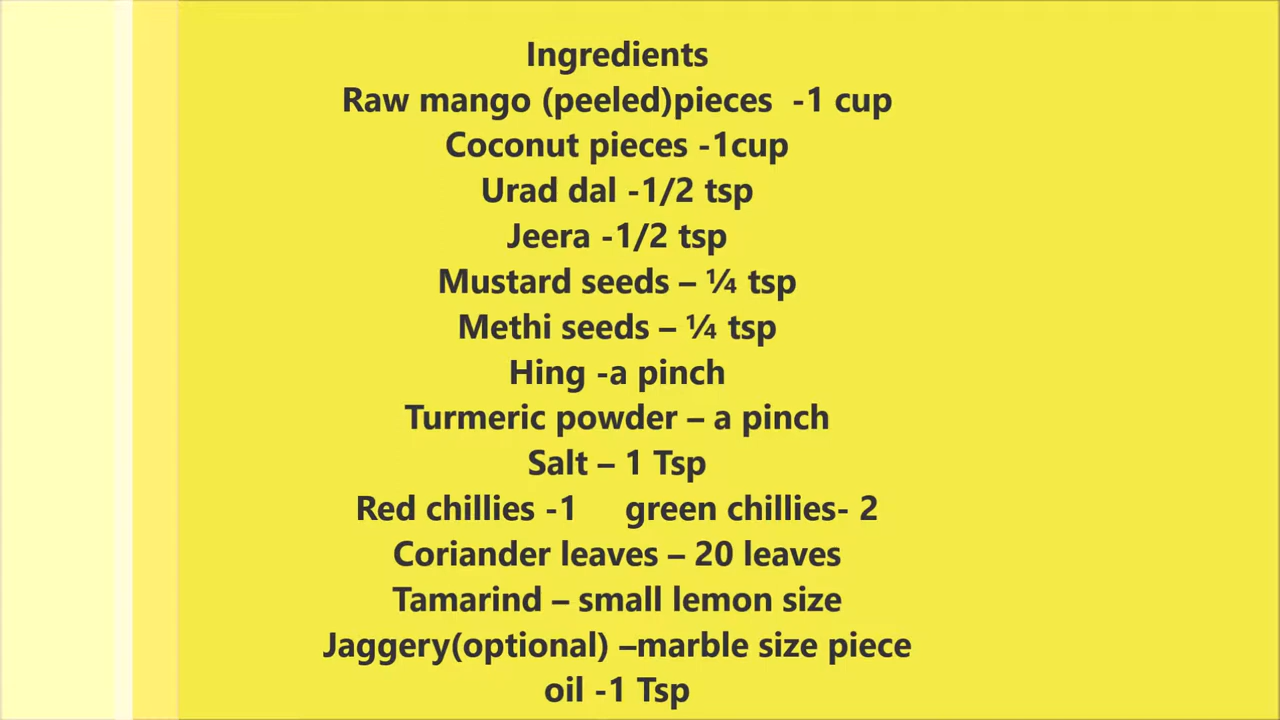 Ingredients
Raw mango (peeled)pieces -1 cup
Coconut pieces -1cup
Urad dal -1/2 tsp
Jeera -1/2 tsp
Mustard seeds – ¼ tsp
Methi seeds – ¼ tsp
Hing -a pinch
Turmeric powder – a pinch
Salt – 1 Tsp
Red chillies -1 green chillies- 2
Coriander leaves – 20 leaves
Tamarind – small lemon size
Jaggery(optional) –marble size piece
oil -1 Tsp